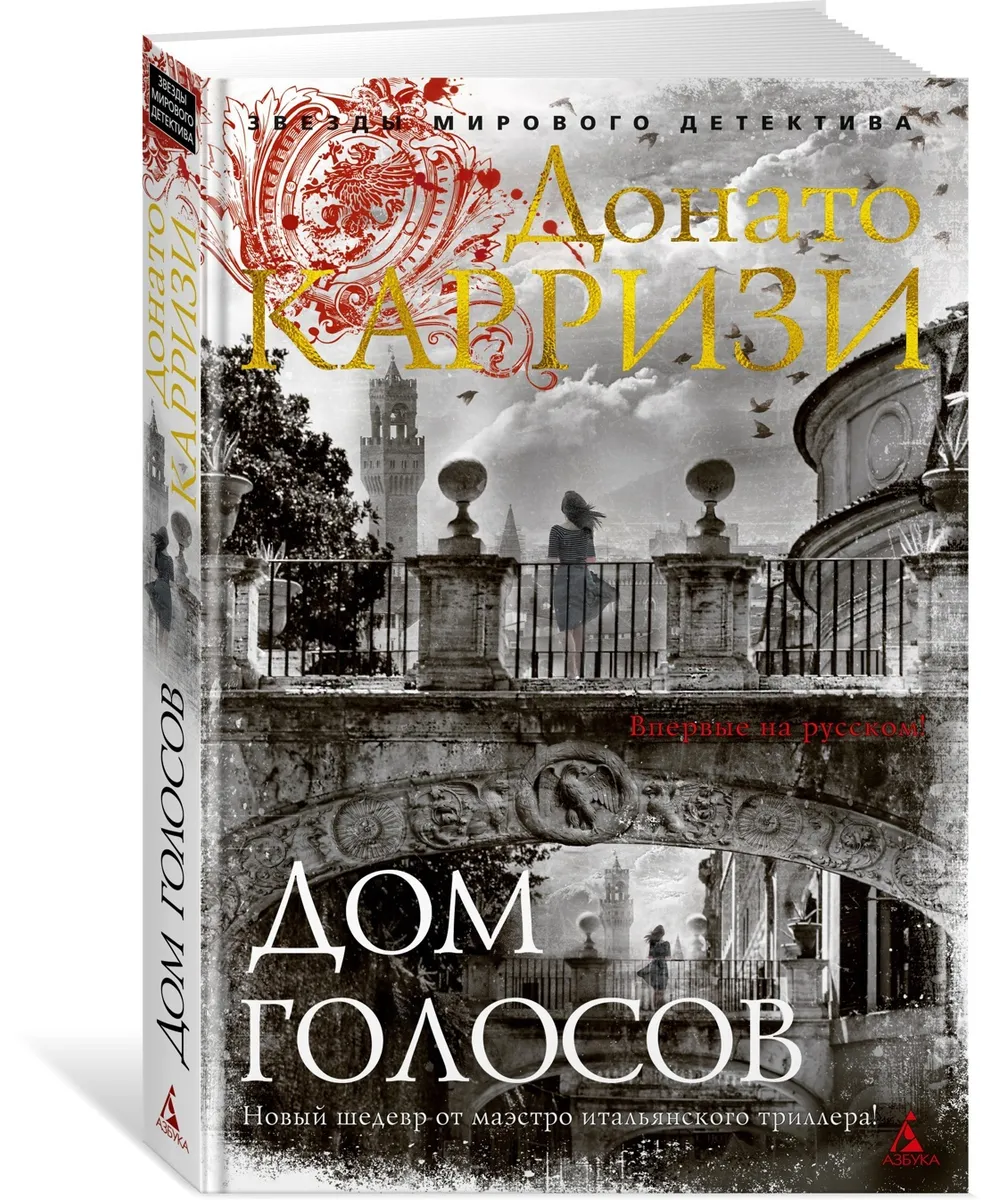 ЗВЕЗДЫ
МИРОВОГО
ДЕТЕКТИВА
Донато
КАРРИЗИ
ДОМ ГОЛОСОВ
АЗБУКА
ЗВЕЗДЫ МИРОВОГО ДЕТЕКТИВА
Донато
КАРРИЗИ
Впервые на русском!
ДОМ
ГОЛОСОВ
Новый шедевр от маэстро итальянского триллера!
АЗБУКА